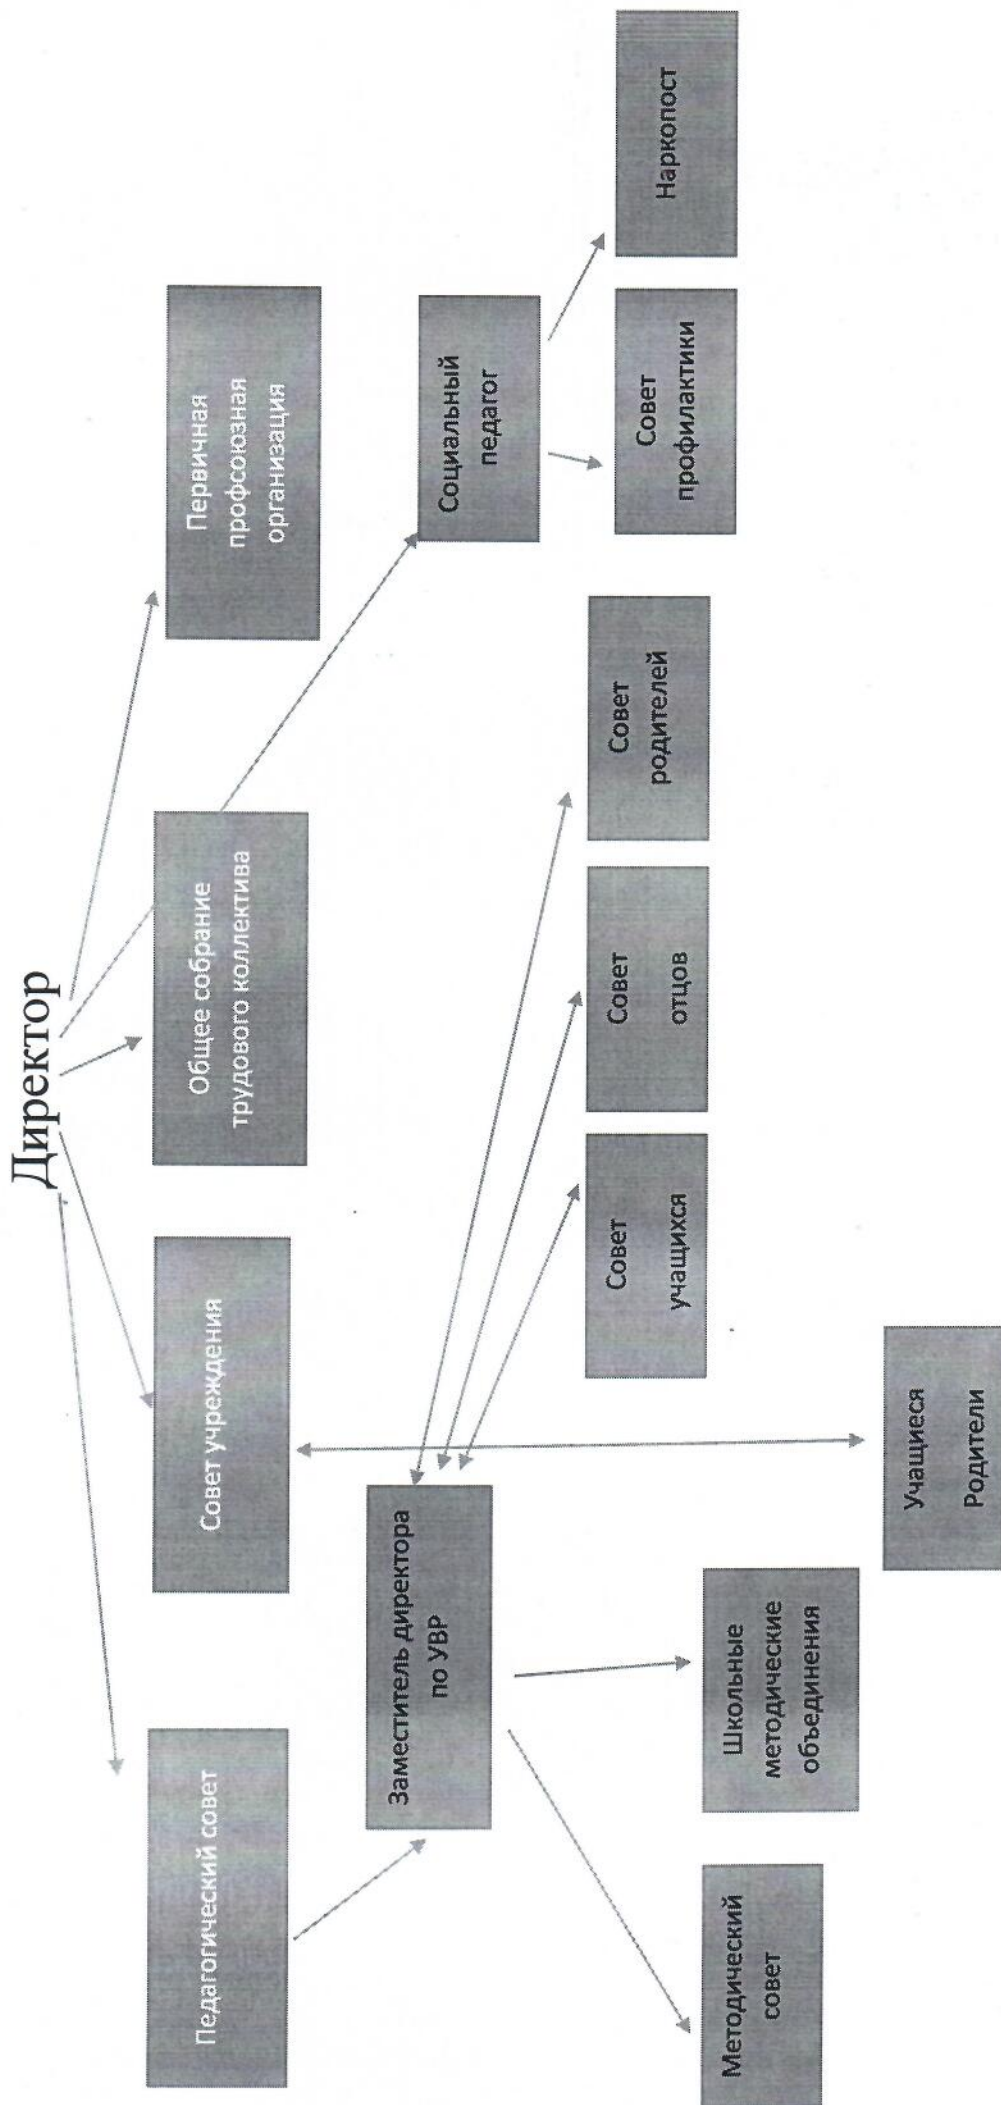 Директор
Педагогический совет
Совет учреждения
Общее собрание
трудового коллектива
Первичная
профсоюзная
организация
Заместитель директора
по УВР
Социальный
педагог
Методический
совет
Школьные
методические
объединения
Учащиеся
Родители
Совет
учащихся
Совет
отцов
Совет
родителей
Совет
профилактики
Наркопост